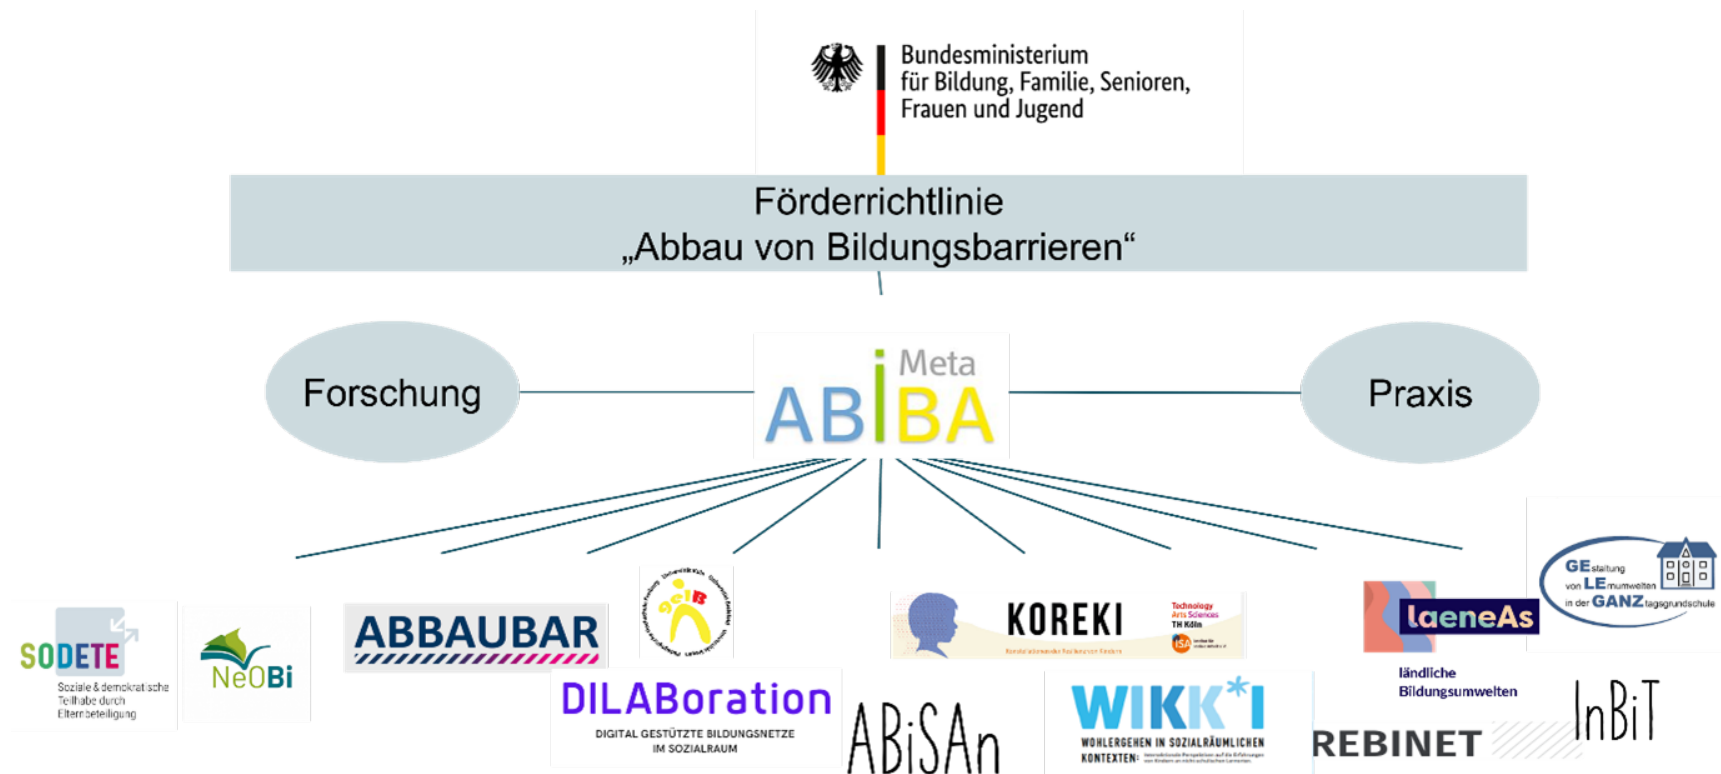 Bundesministerium
für Bildung, Familie, Senioren,
Frauen und Jugend
Förderrichtlinie
„Abbau von Bildungsbarrieren“
Forschung
Meta
ABiBA
Praxis
SODETE
Soziale & demokratische
Teilhabe durch
Elternbeteiligung
NeOBi
ABBAUBAR
gelB
DILABoration
DIGITAL GESTÜTZTE BILDUNGSNETZE
IM SOZIALRAUM
ABiSAn
KOREKI
Technology
Arts Sciences
TH Köln
WIKK*I
WOHLERGEHEN IN SOZIALRÄUMLICHEN
KONTEXTEN:
laeneAs
ländliche
Bildungsumwelten
REBINET
GEstaltung
von LErnumwelten
in der GANZtagsgrundschule
InBiT